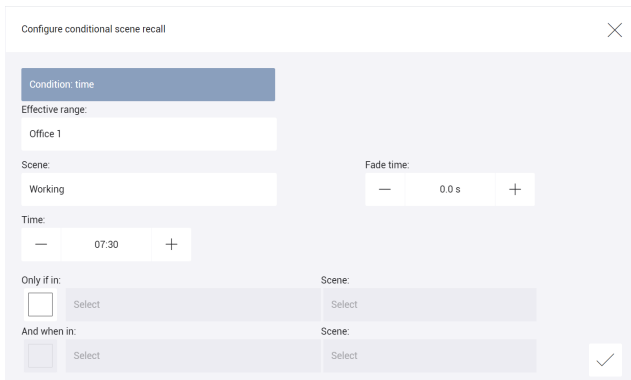 Configure conditional scene recall
Condition: time
Effective range:
Office 1
Scene:
Fade time:
Working
0.0 s
Time:
07:30
Only if in:
Scene:
Select
Select
And when in:
Scene:
Select
Select